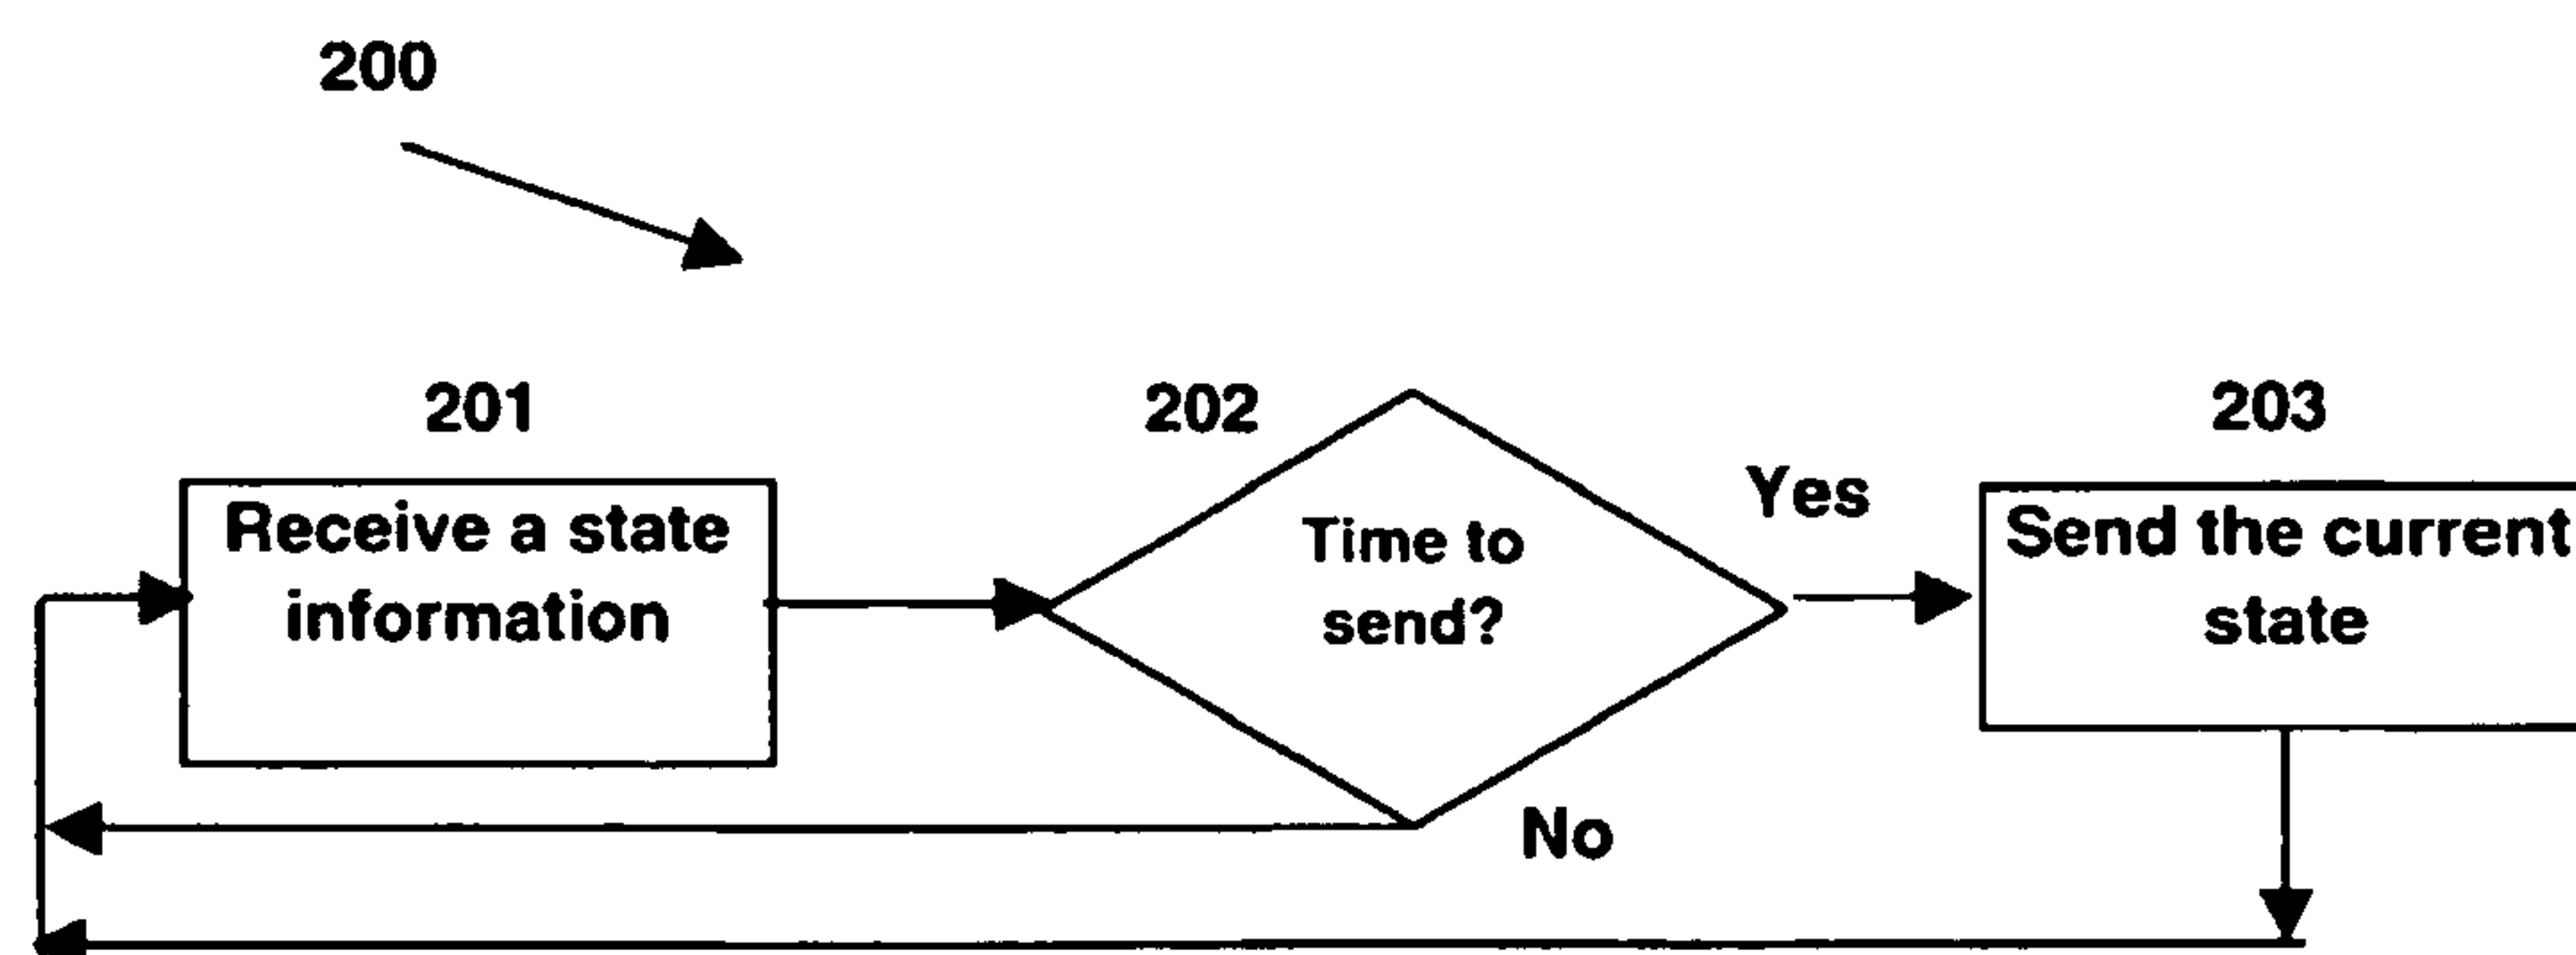 200
201
202
203
Receive a state
information
Time to
send?
Yes
Send the current
state
No